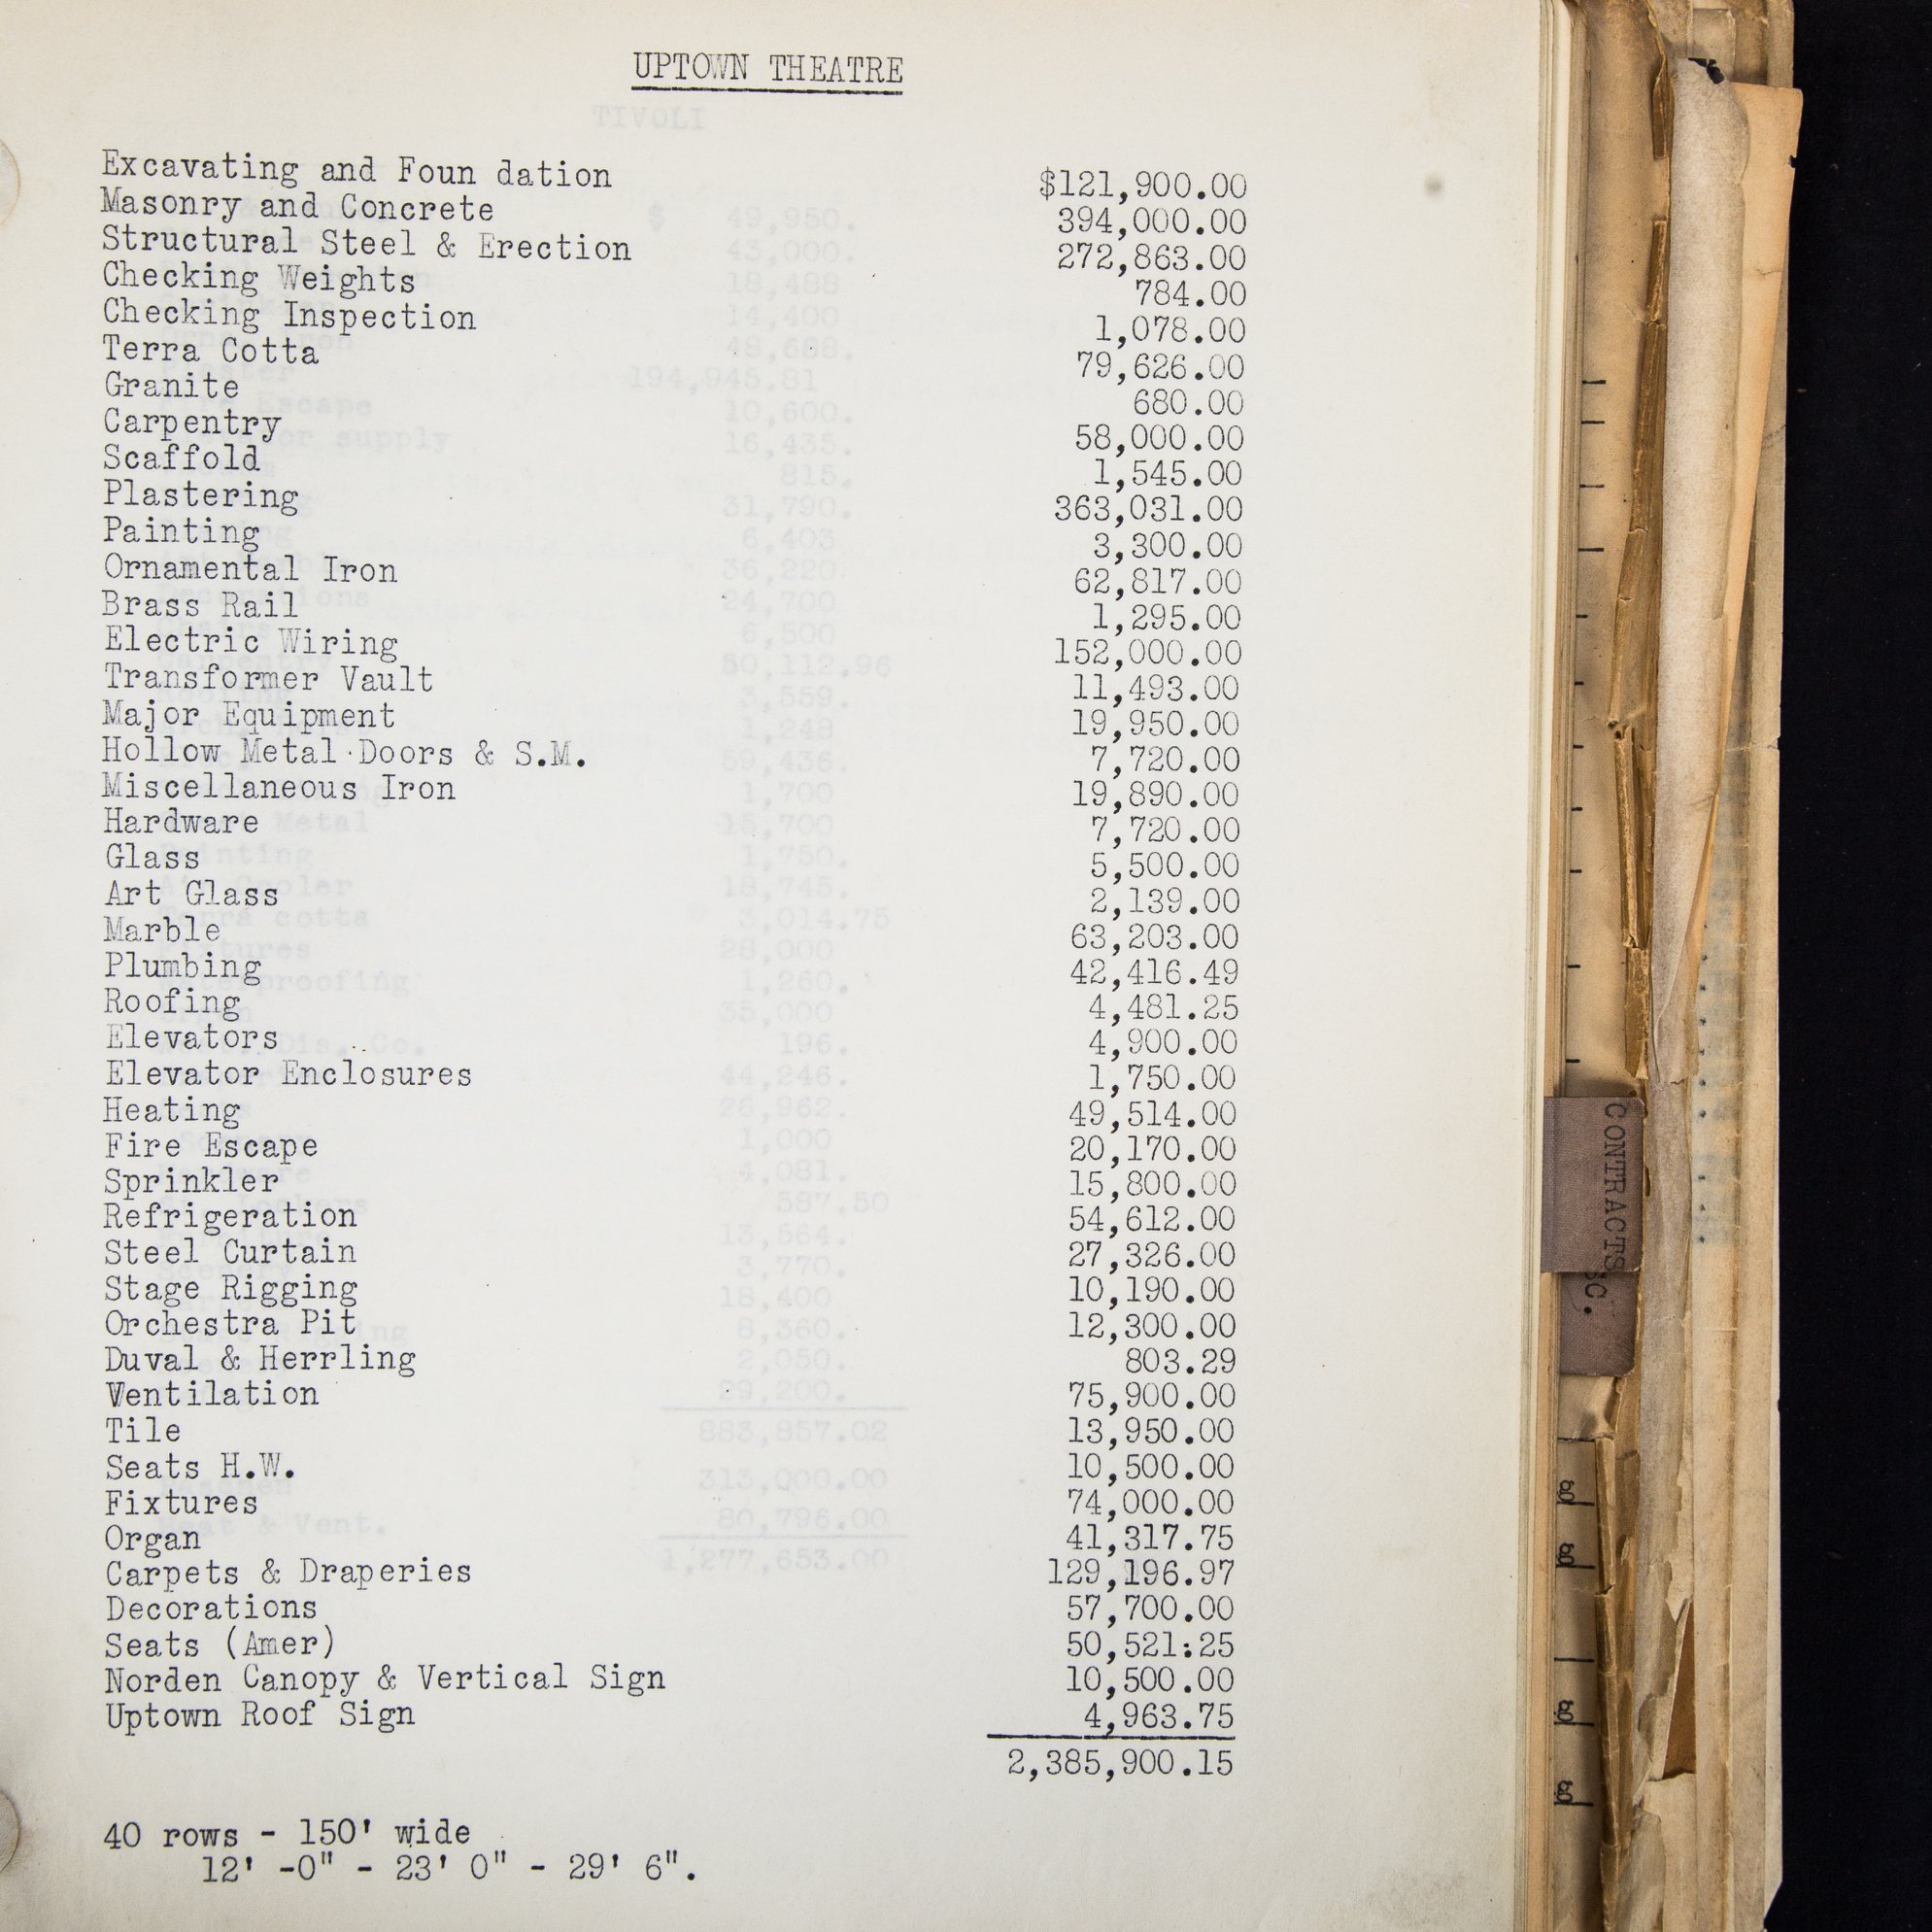 UPTOWN THEATRE
TIVOLI
Excavating and Foun dation $121,900.00
Masonry and Concrete 394,000.00
Structural Steel & Erection 272,863.00
Checking Weights 784.00
Checking Inspection 1,078.00
Terra Cotta 79,626.00
Granite 680.00
Carpentry 58,000.00
Scaffold 1,545.00
Plastering 363,031.00
Painting 3,300.00
Ornamental Iron 62,817.00
Brass Rail 1,295.00
Electric Wiring 152,000.00
Transformer Vault 11,493.00
Major Equipment 19,950.00
Hollow Metal Doors & S.M. 7,720.00
Miscellaneous Iron 19,890.00
Hardware 7,720.00
Glass 5,500.00
Art Glass 2,139.00
Marble 63,203.00
Plumbing 42,416.49
Roofing 4,481.25
Elevators 4,900.00
Elevator Enclosures 1,750.00
Heating 49,514.00
Fire Escape 20,170.00
Sprinkler 15,800.00
Refrigeration 54,612.00
Steel Curtain 27,326.00
Stage Rigging 10,190.00
Orchestra Pit 12,300.00
Duval & Herrling 803.29
Ventilation 75,900.00
Tile 13,950.00
Seats H.W. 10,500.00
Fixtures 74,000.00
Organ 41,317.75
Carpets & Draperies 129,196.97
Decorations 57,700.00
Seats (Amer) 50,521:25
Norden Canopy & Vertical Sign 10,500.00
Uptown Roof Sign 4,963.75
2,385,900.15
40 rows - 150' wide
12' -0" - 23' 0" - 29' 6".
CONTRACTS